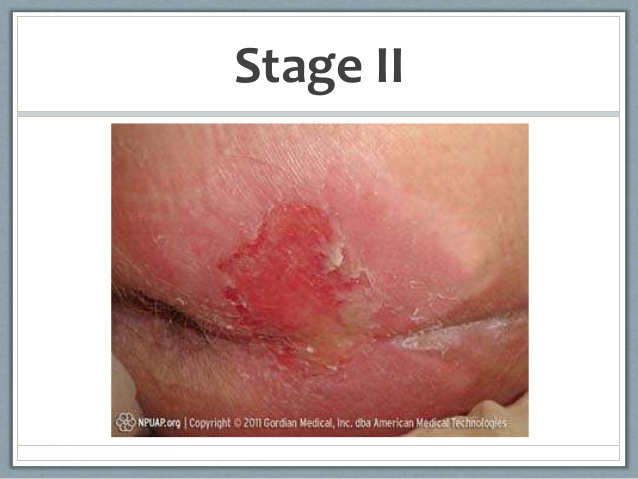 Stage II
NPUAP.org | Copyright © 2011 Gordian Medical, Inc. dba American Medical Technologies